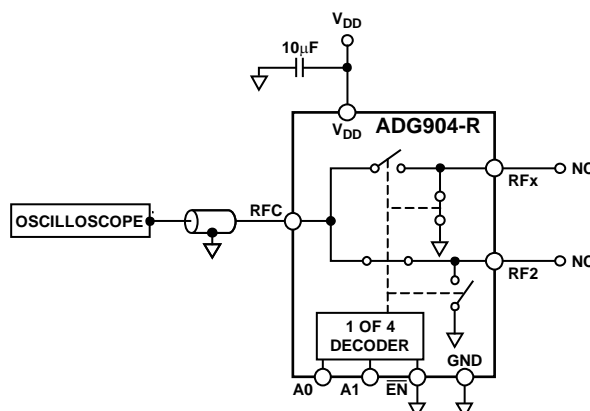 VDD
10µF
VDD
ADG904-R
RFx
NC
OSCILLOSCOPE
RFC
RF2
NC
1 OF 4
DECODER
GND
A0
A1
EN